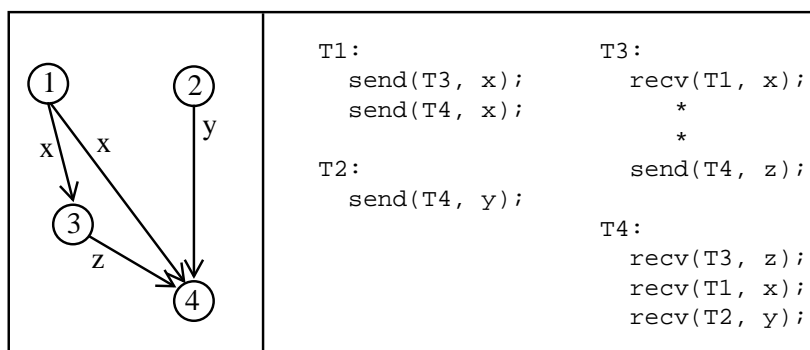 1
2
x
x
y
3
z
4
T1:
send(T3, x);
send(T4, x);
T2:
send(T4, y);
T3:
recv(T1, x);
*
*
send(T4, z);
T4:
recv(T3, z);
recv(T1, x);
recv(T2, y);